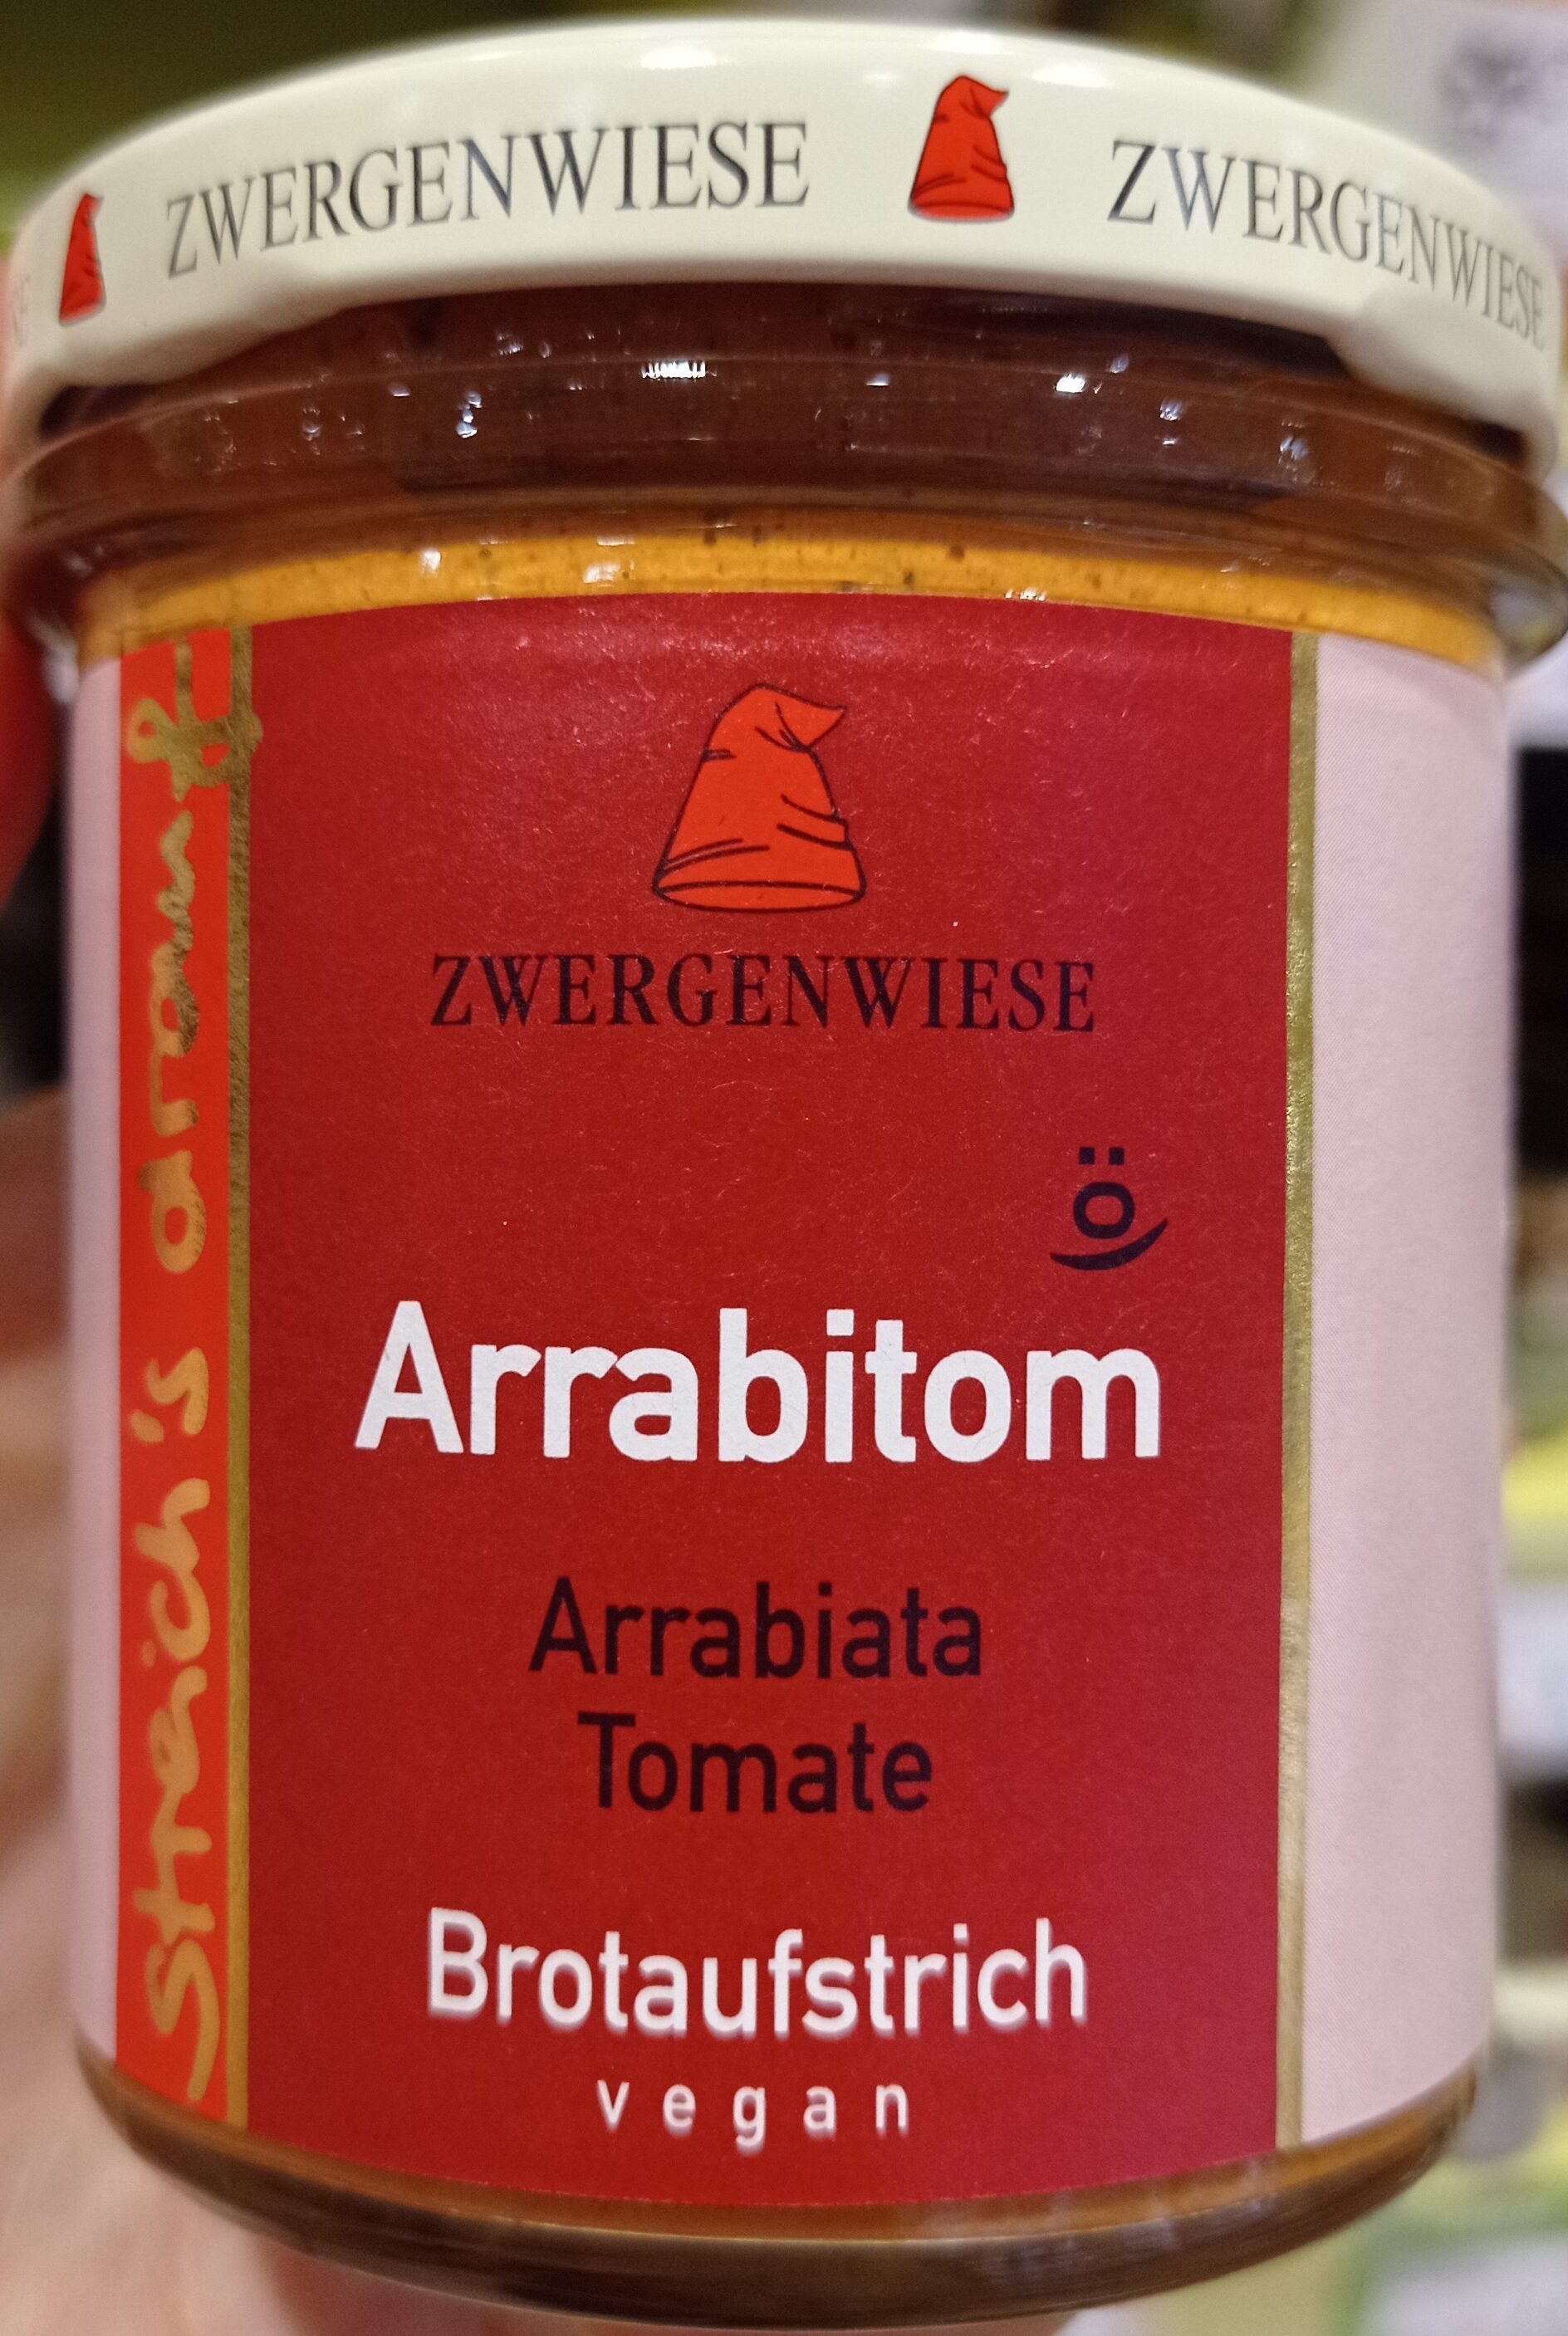 ZWERGENWIESE
ZWERGENWIESE
Streich's drauf
ZWERGENWIESE
ö
Arrabitom
Arrabiata
Tomate
Brotaufstrich
vegan